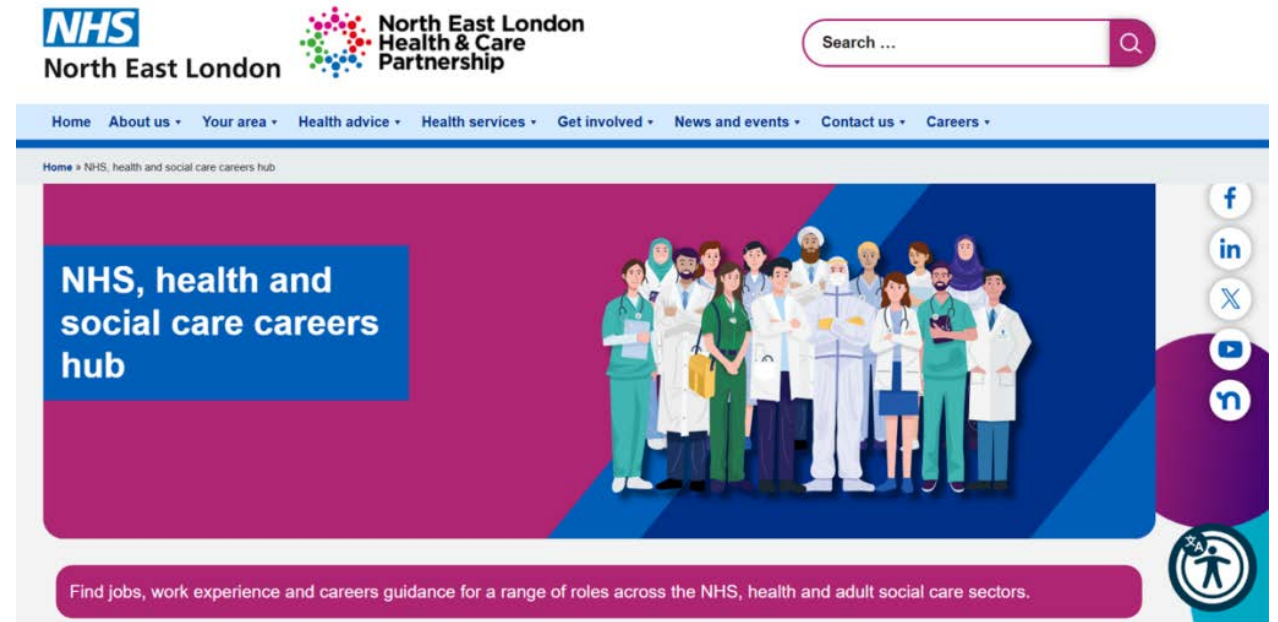 NHS
North East London
North East London
Health & Care
Partnership
Search ...
Home About us Your area Health advice Health services Get involved News and events Contact us Careers
Home » NHS, health and social care careers hub
NHS, health and
social care careers
hub
f
in
X
n
文A
Find jobs, work experience and careers guidance for a range of roles across the NHS, health and adult social care sectors.